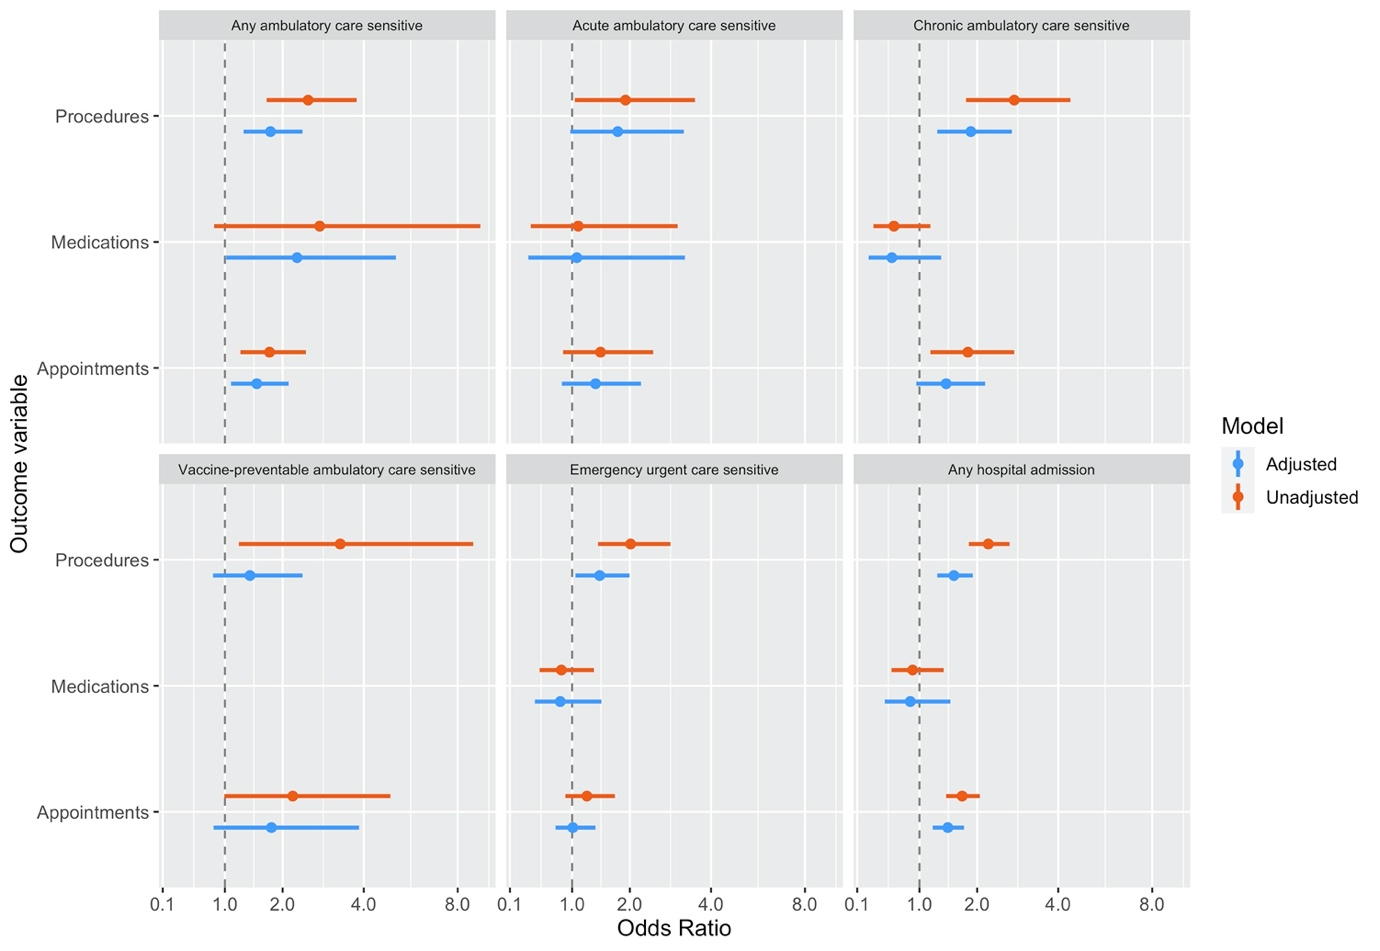 Any ambulatory care sensitive
Acute ambulatory care sensitive
Chronic ambulatory care sensitive
Procedures
Medications
Appointments
Vaccine-preventable ambulatory care sensitive
Emergency urgent care sensitive
Any hospital admission
Procedures
Medications
Appointments
0.1 1.0 2.0 4.0 8.0
0.1 1.0 2.0 4.0 8.0
0.1 1.0 2.0 4.0 8.0
Odds Ratio
Outcome variable
Model
Adjusted
Unadjusted